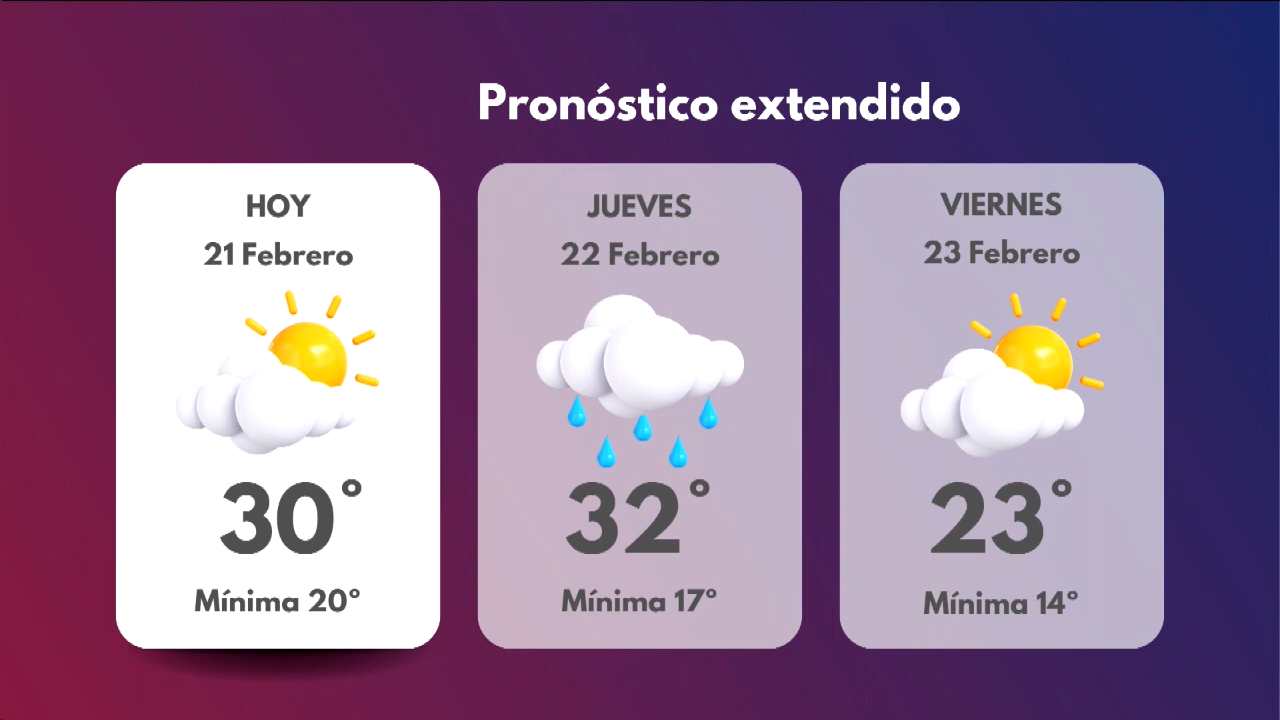 Pronóstico extendido
HOY
21 Febrero
30°
Mínima 20°
JUEVES
22 Febrero
32°
Mínima 17°
VIERNES
23 Febrero
23°
Mínima 14°